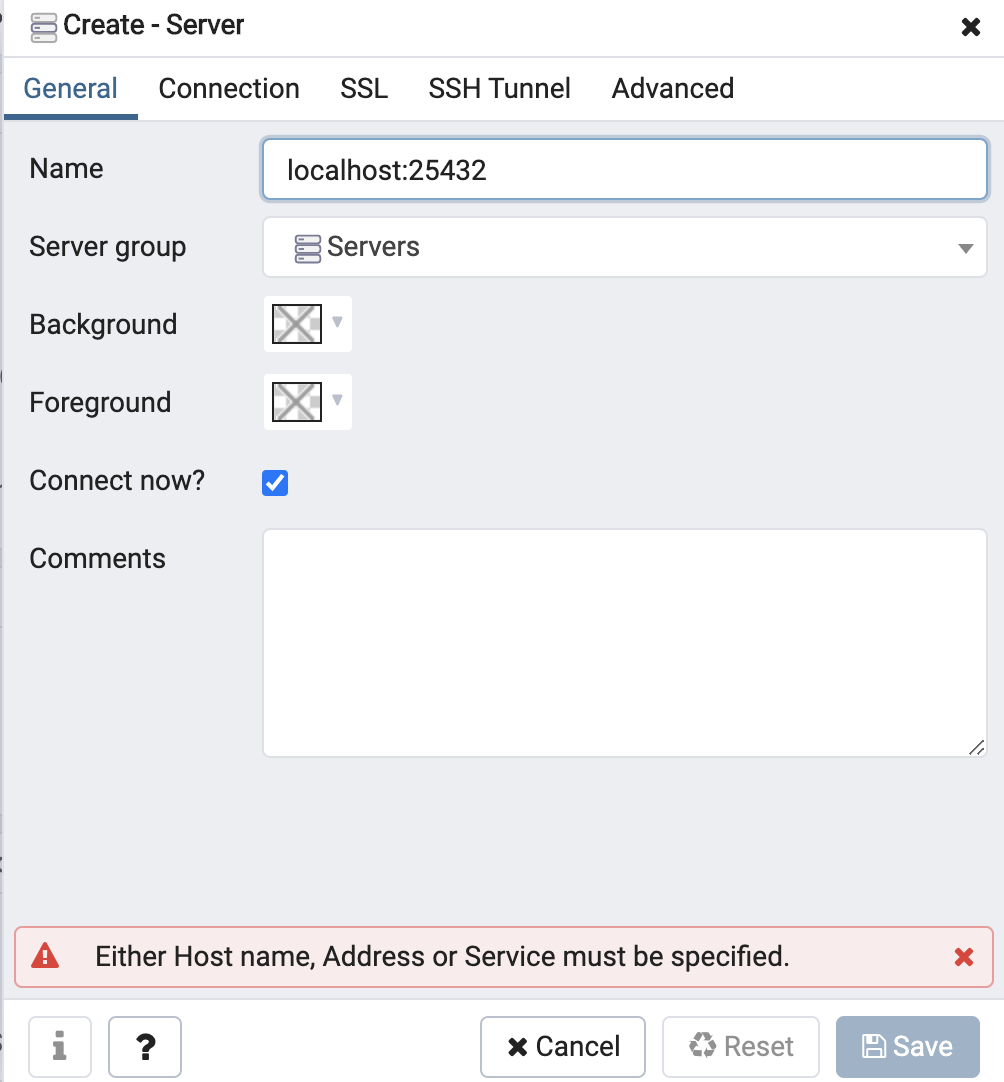 Create - Server
General Connection SSL SSH Tunnel Advanced
Name localhost:25432
Server group Servers
Background
Foreground
Connect now?
Comments
Either Host name, Address or Service must be specified.
? Cancel Reset Save